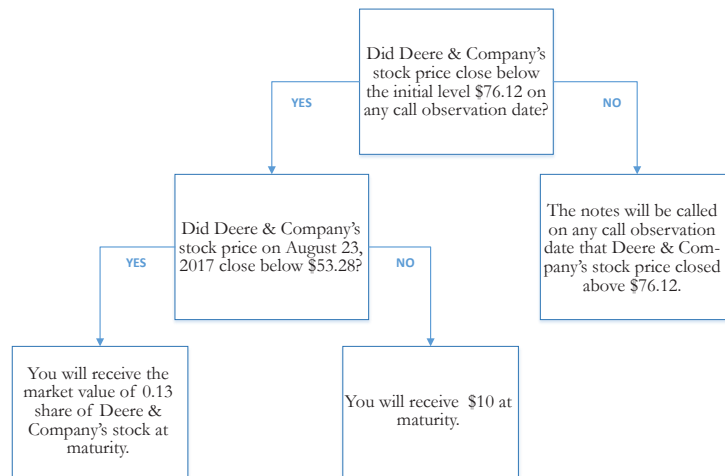 Did Deere & Company's
stock price close below
the initial level $76.12 on
any call observation date?
YES
NO
Did Deere & Company's
stock price on August 23,
2017 close below $53.28?
The notes will be called
on any call observation
date that Deere & Com-
pany's stock price closed
above $76.12.
YES
NO
You will receive the
market value of 0.13
share of Deere &
Company's stock at
maturity.
You will receive  $10 at
maturity.